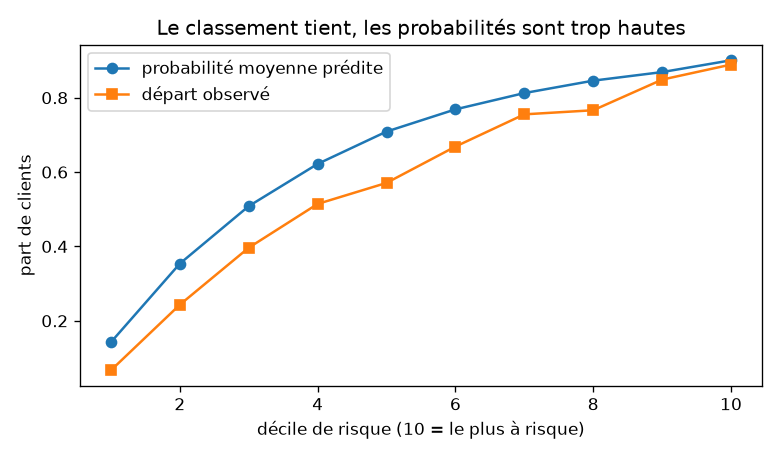 Le classement tient, les probabilités sont trop hautes
probabilité moyenne prédite
départ observé
part de clients
0.8
0.6
0.4
0.2
2 4 6 8 10
décile de risque (10 = le plus à risque)